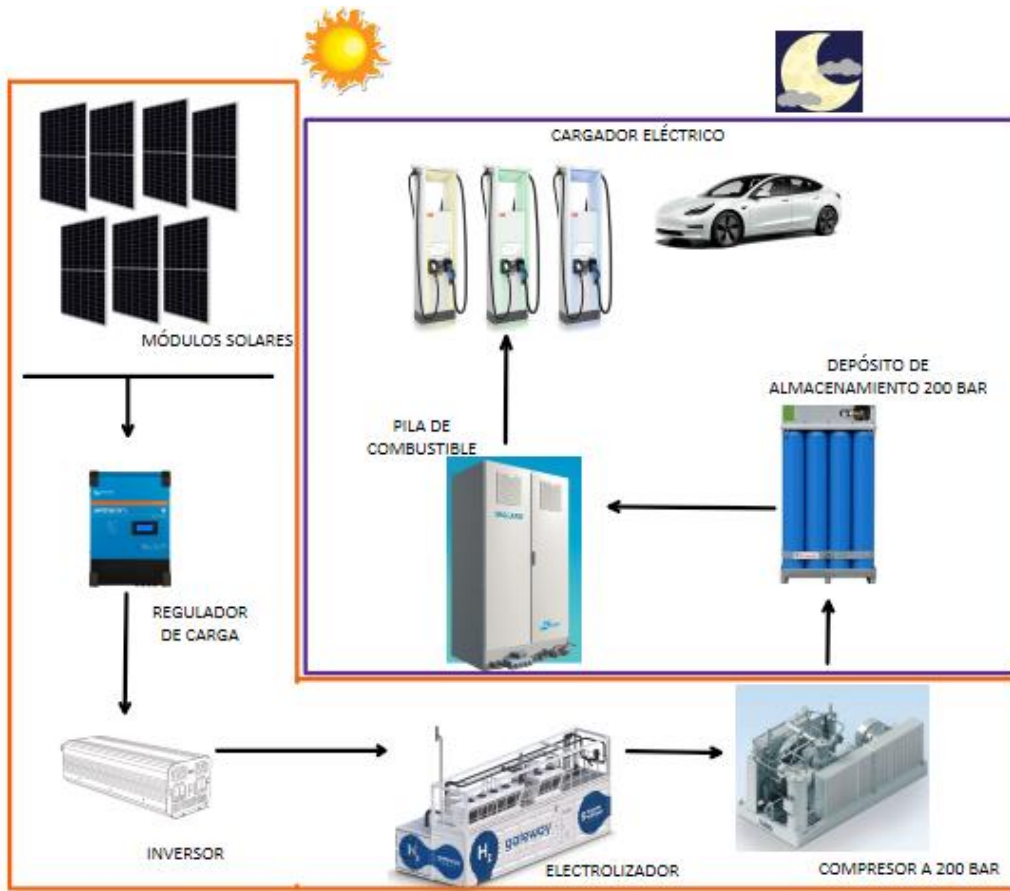 CARGADOR ELÉCTRICO
MÓDULOS SOLARES
DEPÓSITO DE
ALMACENAMIENTO 200 BAR
PILA DE
COMBUSTIBLE
REGULADOR
DE CARGA
INVERSOR
H2
gateway
ELECTROLIZADOR
COMPRESOR A 200 BAR